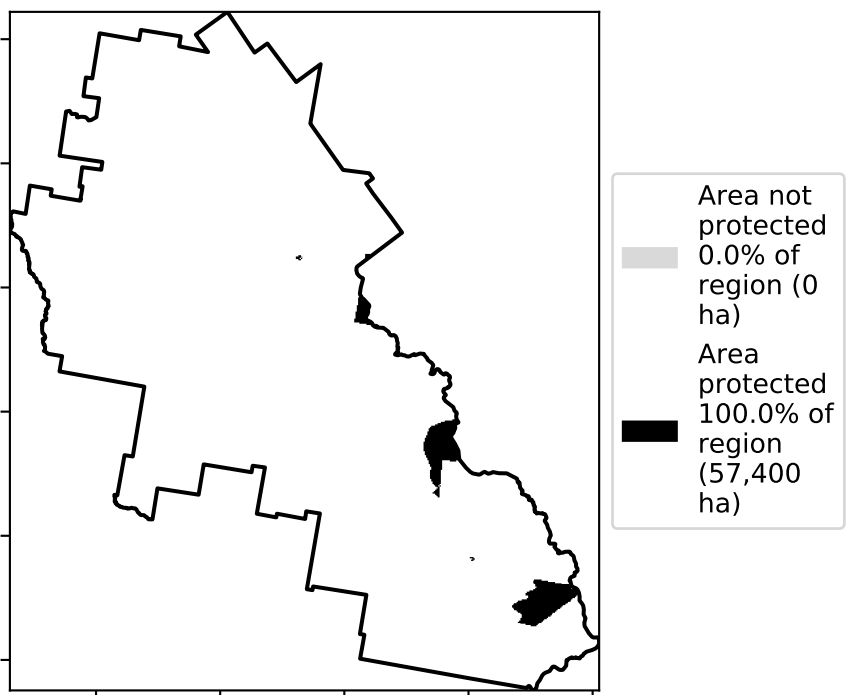 Area not
protected
0.0% of
region (0
ha)
Area
protected
100.0% of
region
(57,400
ha)